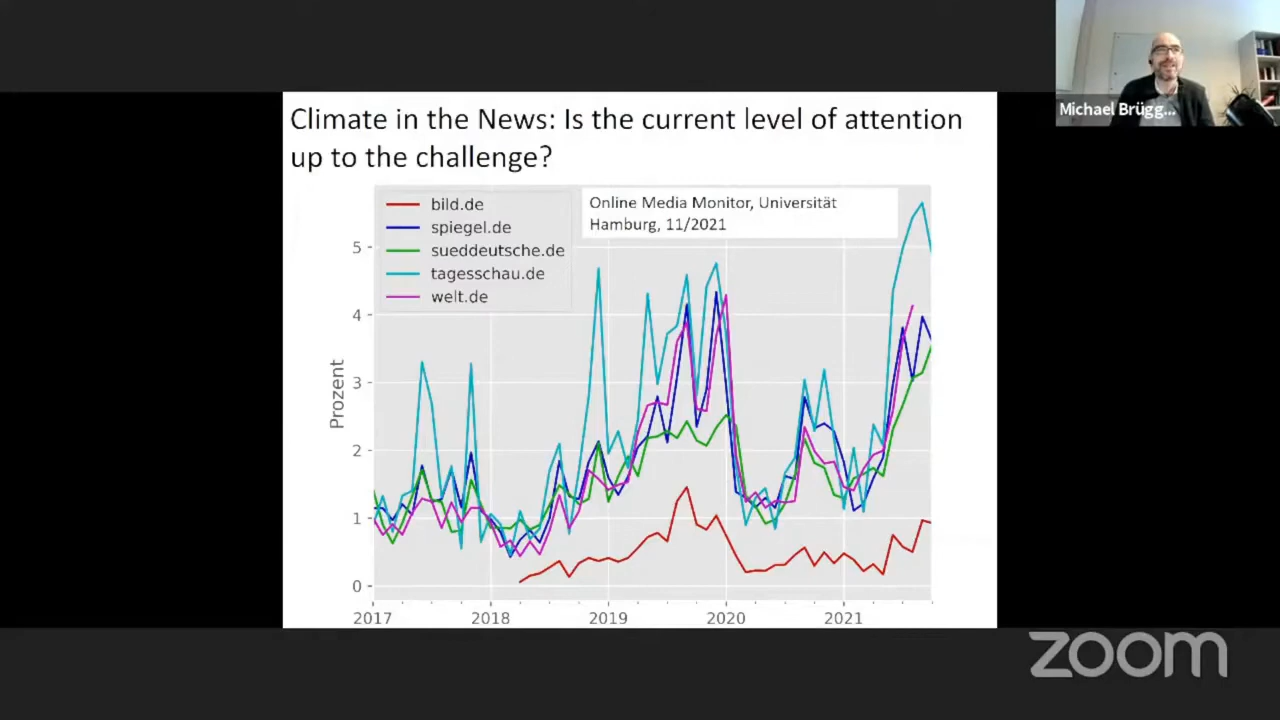 Michael Brügg...
Climate in the News: Is the current level of attention
up to the challenge?
bild.de
spiegel.de
sueddeutsche.de
tagesschau.de
welt.de
Online Media Monitor, Universität
Hamburg, 11/2021
Prozent
5
4
3
2
1
0
2017 2018 2019 2020 2021
zoom